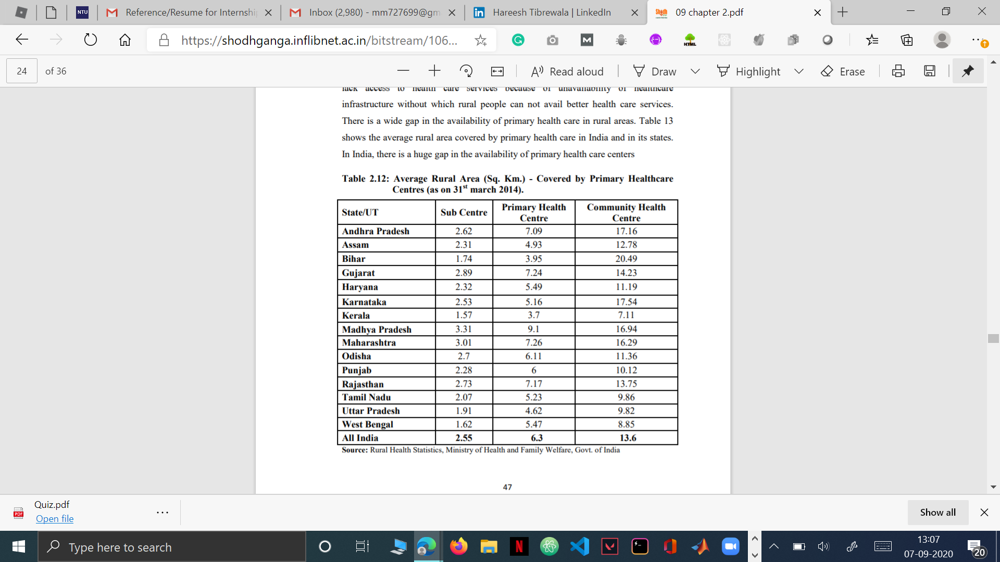 NTU
Reference/Resume for Internshi
Inbox (2,980) - mm727699@gm
Hareesh Tibrewala | LinkedIn
Shodh
09 chapter 2.pdf
https://shodhganga.inflibnet.ac.in/bitstream/106...
HTML
24 of 36
Read aloud
Draw
Highlight
Erase
lack access to health care services because of unavailability of healthcare
infrastructure without which rural people can not avail better health care services.
There is a wide gap in the availability of primary health care in rural areas. Table 13
shows the average rural area covered by primary health care in India and in its states.
In India, there is a huge gap in the availability of primary health care centers
Table 2.12: Average Rural Area (Sq. Km.) - Covered by Primary Healthcare
Centres (as on 31st march 2014).
State/UT Sub Centre Primary Health Centre Community Health Centre
Andhra Pradesh 2.62 7.09 17.16
Assam 2.31 4.93 12.78
Bihar 1.74 3.95 20.49
Gujarat 2.89 7.24 14.23
Haryana 2.32 5.49 11.19
Karnataka 2.53 5.16 17.54
Kerala 1.57 3.7 7.11
Madhya Pradesh 3.31 9.1 16.94
Maharashtra 3.01 7.26 16.29
Odisha 2.7 6.11 11.36
Punjab 2.28 6 10.12
Rajasthan 2.73 7.17 13.75
Tamil Nadu 2.07 5.23 9.86
Uttar Pradesh 1.91 4.62 9.82
West Bengal 1.62 5.47 8.85
All India 2.55 6.3 13.6
Source: Rural Health Statistics, Ministry of Health and Family Welfare, Govt. of India
47
PDF
Quiz.pdf
Open file
Show all
Type here to search
13:07
07-09-2020
20